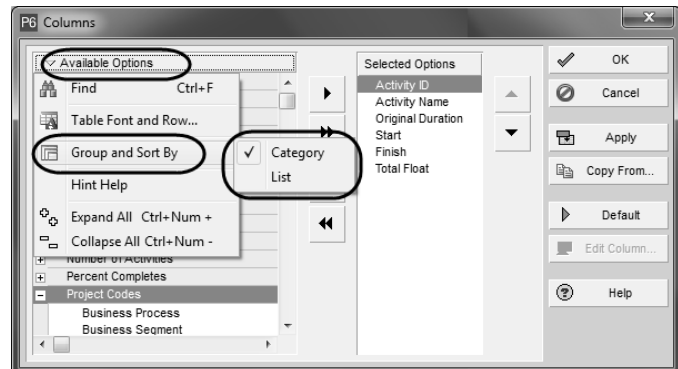 P6 Columns
Available Options
Find Ctrl+F
Table Font and Row...
Group and Sort By
Hint Help
Expand All Ctrl+Num +
Collapse All Ctrl+Num -
Number of Activities
Percent Completes
Project Codes
Business Process
Business Segment
Category
List
Selected Options
Activity ID
Activity Name
Original Duration
Start
Finish
Total Float
OK
Cancel
Apply
Copy From...
Default
Edit Column...
Help